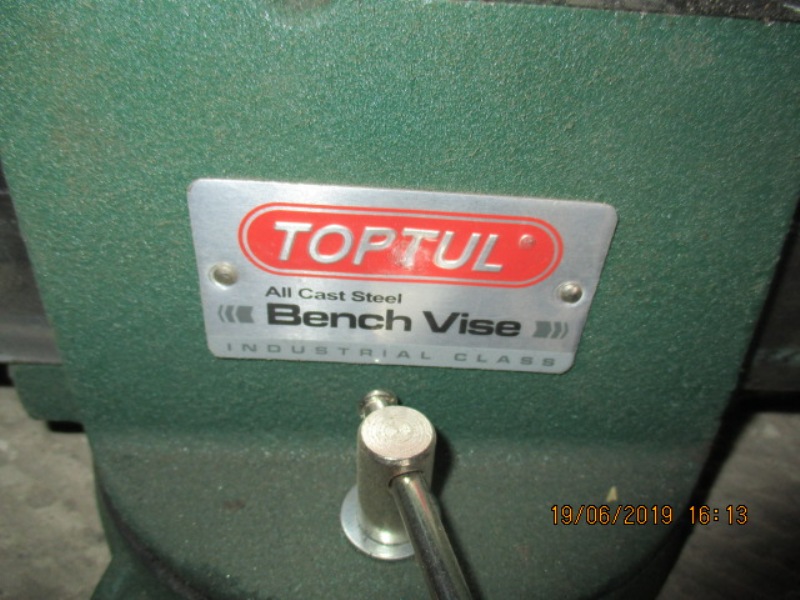 TOPTUL®
All Cast Steel
Bench Vise
INDUSTRIAL CLASS
19/06/2019 16:13